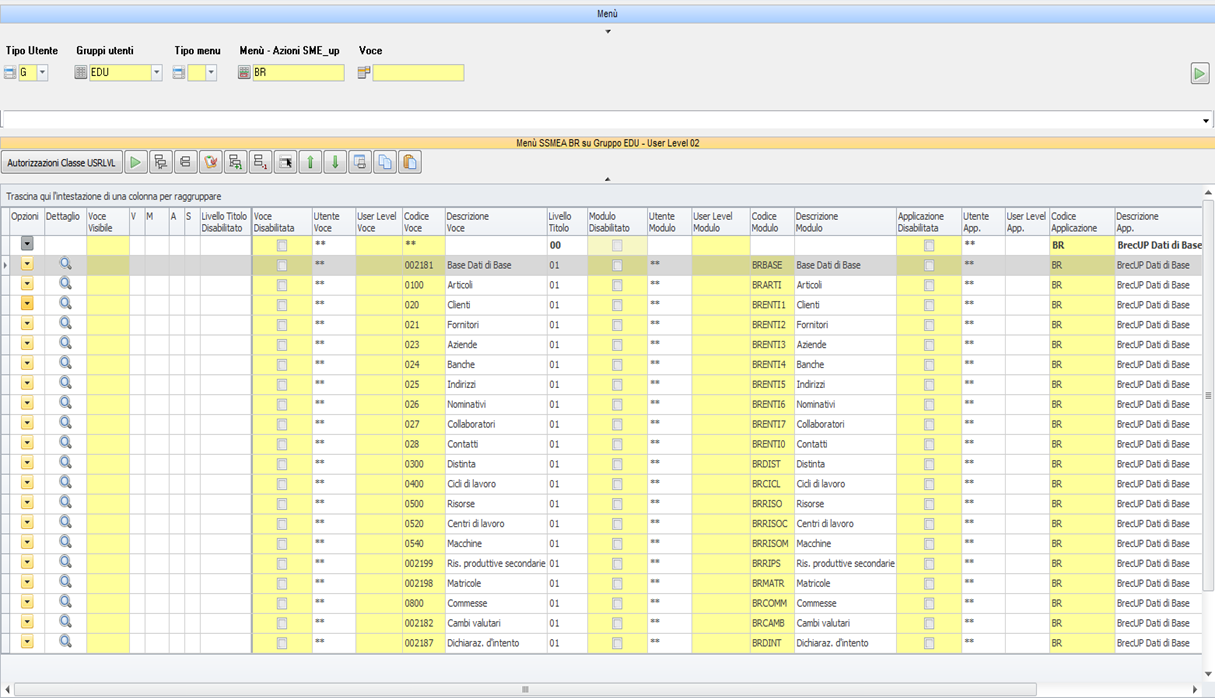 Menù
Tipo Utente Gruppi utenti Tipo menu Menù - Azioni SME_up Voce
G EDU BR
Menù SSMEA BR su Gruppo EDU - User Level 02
Autorizzazioni Classe USRLVL
Trascina qui l'intestazione di una colonna per raggruppare
Opzioni Dettaglio Voce Visibile V M A S Livello Titolo Disabilitato Voce Disabilitata Utente Voce User Level Voce Codice Voce Descrizione Voce Livello Titolo Modulo Disabilitato Utente Modulo User Level Modulo Codice Modulo Descrizione Modulo Applicazione Disabilitata Utente App. User Level App. Codice Applicazione Descrizione App.
** ** 00 ** BR BrecUP Dati di Base
** 002181 Base Dati di Base 01 ** BRBASE Base Dati di Base ** BR BrecUP Dati di Base
** 0100 Articoli 01 ** BRARTI Articoli ** BR BrecUP Dati di Base
** 020 Clienti 01 ** BRENTI1 Clienti ** BR BrecUP Dati di Base
** 021 Fornitori 01 ** BRENTI2 Fornitori ** BR BrecUP Dati di Base
** 023 Aziende 01 ** BRENTI3 Aziende ** BR BrecUP Dati di Base
** 024 Banche 01 ** BRENTI4 Banche ** BR BrecUP Dati di Base
** 025 Indirizzi 01 ** BRENTI5 Indirizzi ** BR BrecUP Dati di Base
** 026 Nominativi 01 ** BRENTI6 Nominativi ** BR BrecUP Dati di Base
** 027 Collaboratori 01 ** BRENTI7 Collaboratori ** BR BrecUP Dati di Base
** 028 Contatti 01 ** BRENTI0 Contatti ** BR BrecUP Dati di Base
** 0300 Distinta 01 ** BRDIST Distinta ** BR BrecUP Dati di Base
** 0400 Cicli di lavoro 01 ** BRCICL Cicli di lavoro ** BR BrecUP Dati di Base
** 0500 Risorse 01 ** BRRISO Risorse ** BR BrecUP Dati di Base
** 0520 Centri di lavoro 01 ** BRRISOC Centri di lavoro ** BR BrecUP Dati di Base
** 0540 Macchine 01 ** BRRISOM Macchine ** BR BrecUP Dati di Base
** 002199 Ris. produttive secondarie 01 ** BRRIPS Ris. produttive secondarie ** BR BrecUP Dati di Base
** 002198 Matricole 01 ** BRMATR Matricole ** BR BrecUP Dati di Base
** 0800 Commesse 01 ** BRCOMM Commesse ** BR BrecUP Dati di Base
** 002182 Cambi valutari 01 ** BRCAMB Cambi valutari ** BR BrecUP Dati di Base
** 002187 Dichiaraz. d'intento 01 ** BRDINT Dichiaraz. d'intento ** BR BrecUP Dati di Base